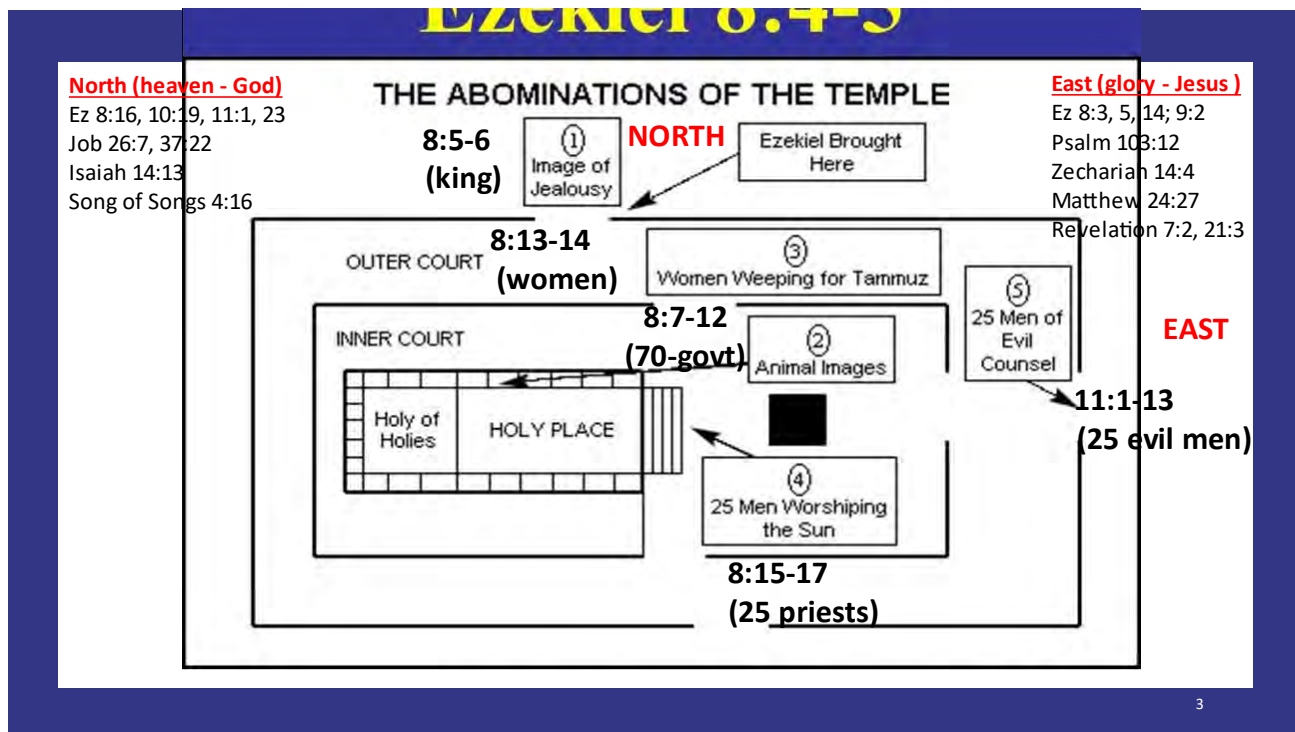 Ezekiel 8:4-5
North (heaven - God)
Ez 8:16, 10:19, 11:1, 23
Job 26:7, 37:22
Isaiah 14:13
Song of Songs 4:16
THE ABOMINATIONS OF THE TEMPLE
East (glory - Jesus )
Ez 8:3, 5, 14; 9:2
Psalm 103:12
Zechariah 14:4
Matthew 24:27
Revelation 7:2, 21:3
8:5-6
(king)
1
Image of
Jealousy
NORTH
Ezekiel Brought
Here
8:13-14
(women)
OUTER COURT
3
Women Weeping for Tammuz
5
25 Men of
Evil
Counsel
EAST
11:1-13
(25 evil men)
INNER COURT
8:7-12
(70-govt)
2
Animal Images
Holy of
Holies
HOLY PLACE
4
25 Men Worshiping
the Sun
8:15-17
(25 priests)
3